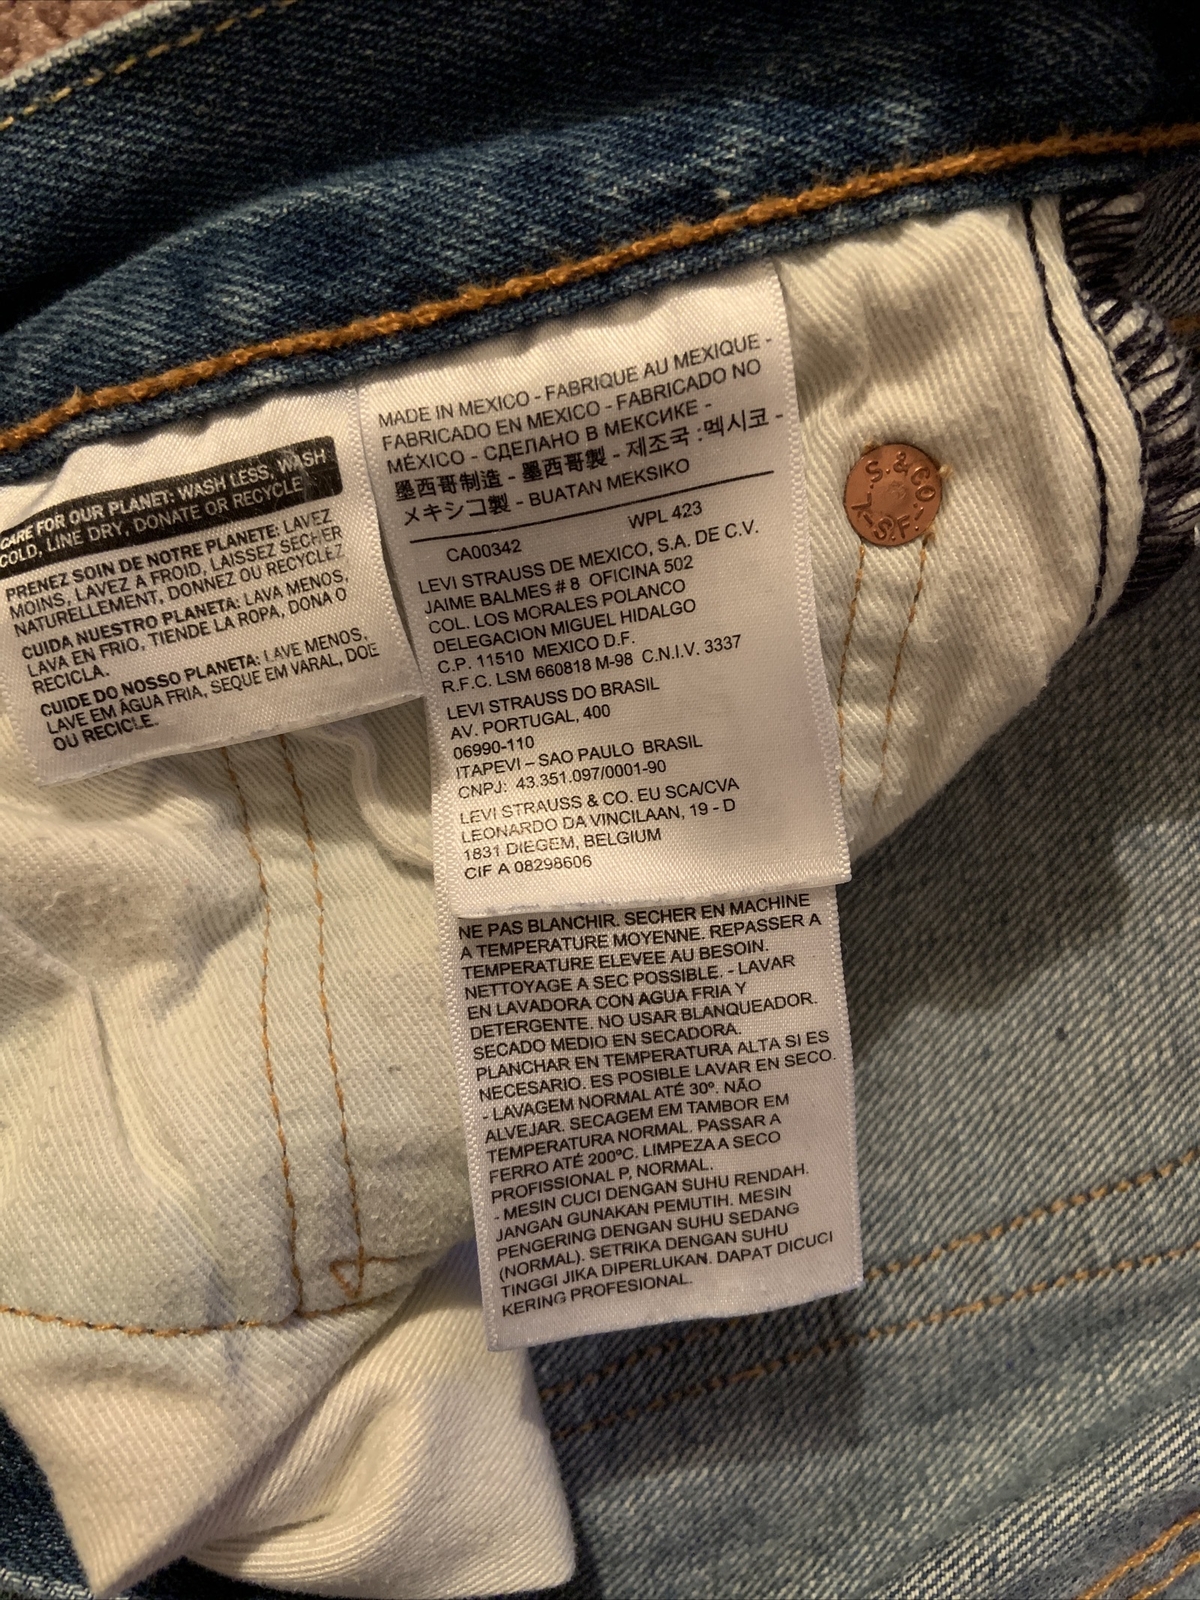 CARE FOR OUR PLANET: WASH LESS, WASH
COLD, LINE DRY, DONATE OR RECYCLE
PRENEZ SOIN DE NOTRE PLANETE: LAVEZ
MOINS, LAVEZ A FROID, LAISSEZ SECHER
NATURELLEMENT, DONNEZ OU RECYCLEZ
CUIDA NUESTRO PLANETA: LAVA MENOS,
LAVA EN FRIO, TIENDE LA ROPA, DONA O
RECICLA.
CUIDE DO NOSSO PLANETA: LAVE MENOS,
LAVE EM ÁGUA FRIA, SEQUE EM VARAL, DOE
OU RECICLE.
MADE IN MEXICO - FABRIQUE AU MEXIQUE -
FABRICADO EN MEXICO - FABRICADO NO
MÉXICO - СДЕЛАНО В МЕКСИКЕ -
墨西哥制造 - 墨西哥製 - 제조국 :멕시코 -
メキシコ製 - BUATAN MEKSIKO
CA00342 WPL 423
LEVI STRAUSS DE MEXICO, S.A. DE C.V.
JAIME BALMES # 8 OFICINA 502
COL. LOS MORALES POLANCO
DELEGACION MIGUEL HIDALGO
C.P. 11510 MEXICO D.F.
R.F.C. LSM 660818 M-98 C.N.I.V. 3337
LEVI STRAUSS DO BRASIL
AV. PORTUGAL, 400
06990-110
ITAPEVI – SAO PAULO BRASIL
CNPJ: 43.351.097/0001-90
LEVI STRAUSS & CO. EU SCA/CVA
LEONARDO DA VINCILAAN, 19 - D
1831 DIEGEM, BELGIUM
CIF A 08298606
NE PAS BLANCHIR. SECHER EN MACHINE
A TEMPERATURE MOYENNE. REPASSER A
TEMPERATURE ELEVEE AU BESOIN.
NETTOYAGE A SEC POSSIBLE. - LAVAR
EN LAVADORA CON AGUA FRIA Y
DETERGENTE. NO USAR BLANQUEADOR.
SECADO MEDIO EN SECADORA.
PLANCHAR EN TEMPERATURA ALTA SI ES
NECESARIO. ES POSIBLE LAVAR EN SECO.
- LAVAGEM NORMAL ATÉ 30º. NÃO
ALVEJAR. SECAGEM EM TAMBOR EM
TEMPERATURA NORMAL. PASSAR A
FERRO ATÉ 200ºC. LIMPEZA A SECO
PROFISSIONAL P, NORMAL.
- MESIN CUCI DENGAN SUHU RENDAH.
JANGAN GUNAKAN PEMUTIH. MESIN
PENGERING DENGAN SUHU SEDANG
(NORMAL). SETRIKA DENGAN SUHU
TINGGI JIKA DIPERLUKAN. DAPAT DICUCI
KERING PROFESIONAL.
S. & CO.
S.F.